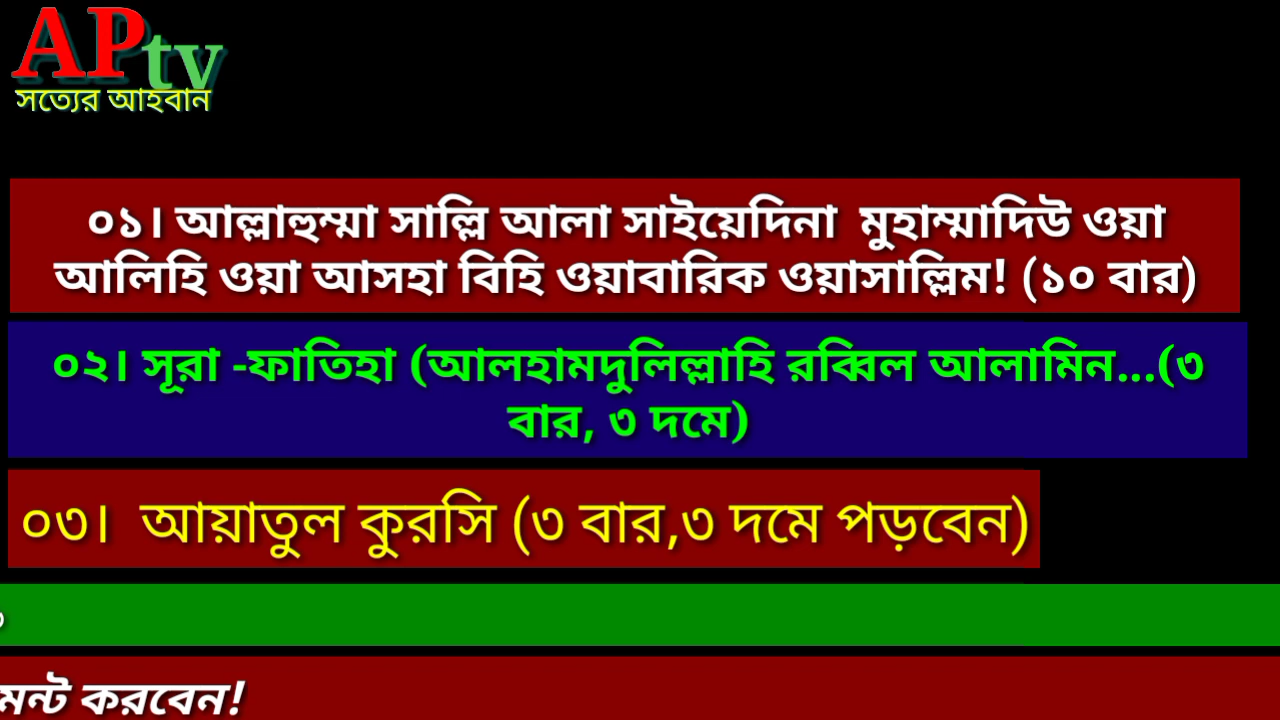 APtv
সত্যের আহবান
০১। আল্লাহুম্মা সাল্লি আলা সাইয়েদিনা মুহাম্মাদিউ ওয়া
আলিহি ওয়া আসহা বিহি ওয়াবারিক ওয়াসাল্লিম! (১০ বার)
০২। সূরা -ফাতিহা (আলহামদুলিল্লাহি রব্বিল আলামিন...(৩
বার, ৩ দমে)
০৩। আয়াতুল কুরসি (৩ বার,৩ দমে পড়বেন)
করবেন!